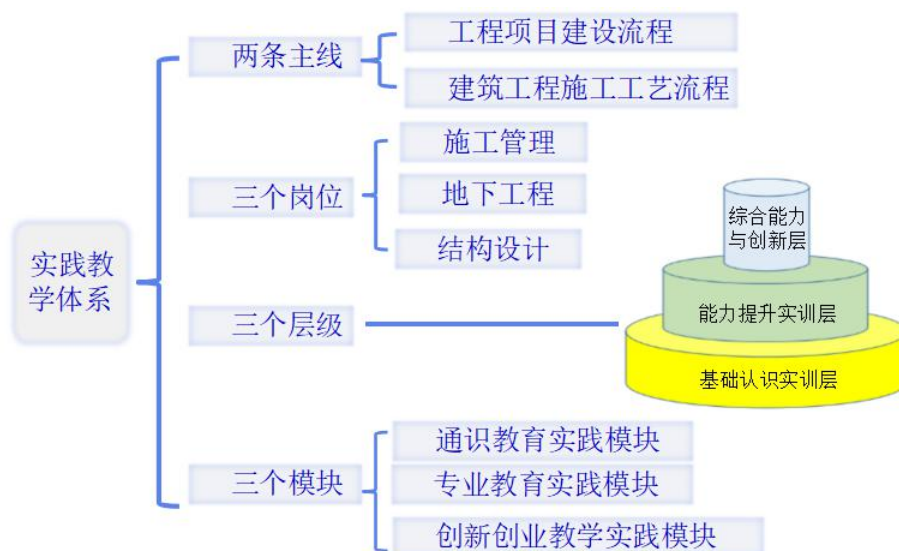 实践教
学体系
两条主线
工程项目建设流程
建筑工程施工工艺流程
三个岗位
施工管理
地下工程
结构设计
三个层级
综合能力
与创新层
能力提升实训层
基础认识实训层
三个模块
通识教育实践模块
专业教育实践模块
创新创业教学实践模块